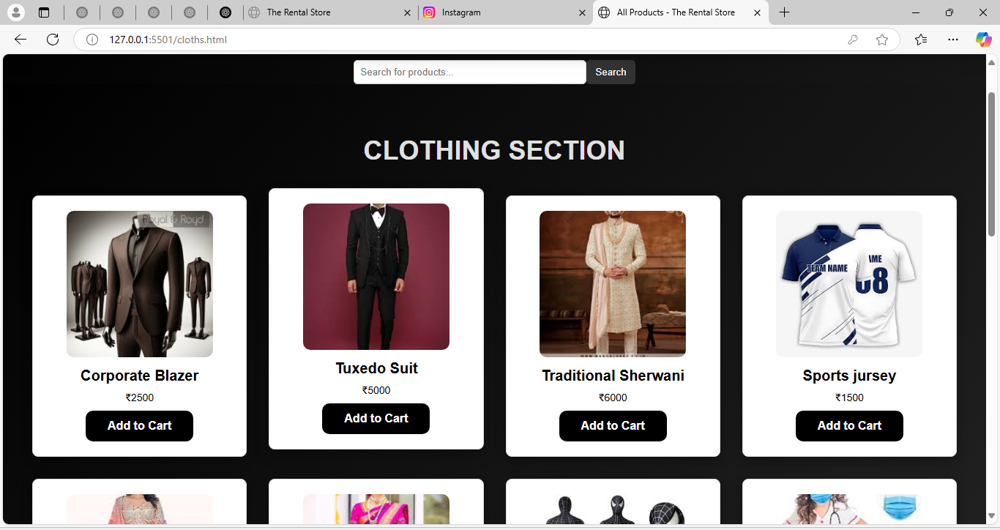 The Rental Store
Instagram
All Products - The Rental Store
127.0.0.1:5501/cloths.html
Search for products...
Search
CLOTHING SECTION
Royal & Royd
TEAM NAME
Corporate Blazer
₹2500
Add to Cart
Tuxedo Suit
₹5000
Add to Cart
Traditional Sherwani
₹6000
Add to Cart
Sports jursey
₹1500
Add to Cart